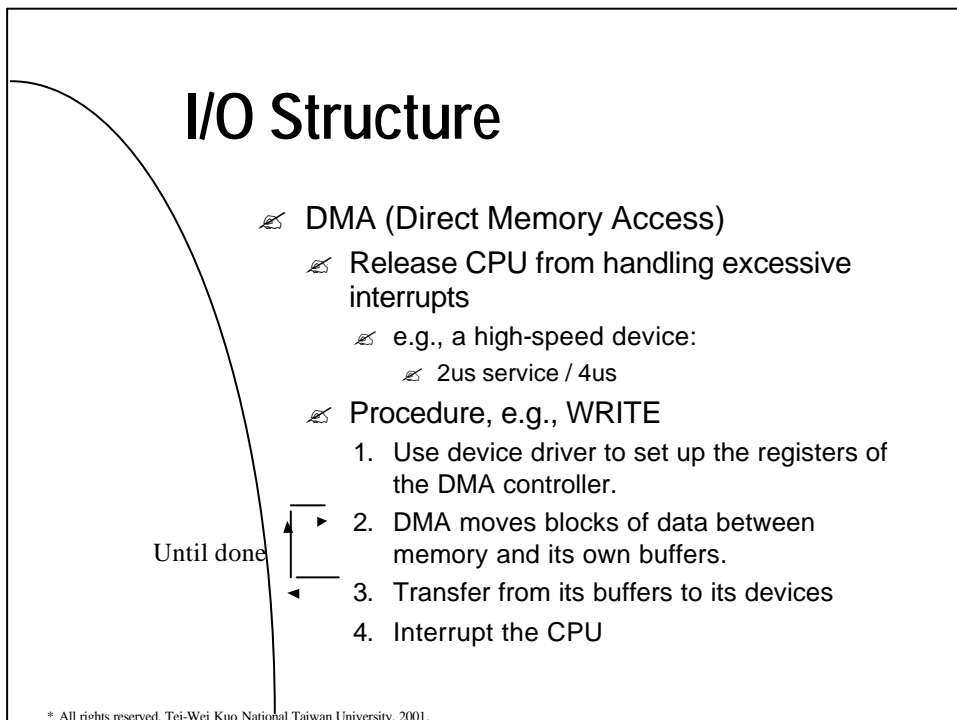 I/O Structure
DMA (Direct Memory Access)
Release CPU from handling excessive
interrupts
e.g., a high-speed device:
2us service / 4us
Procedure, e.g., WRITE
1. Use device driver to set up the registers of
the DMA controller.
2. DMA moves blocks of data between
memory and its own buffers.
Until done
3. Transfer from its buffers to its devices
4. Interrupt the CPU
* All rights reserved, Tei-Wei Kuo National Taiwan University, 2001.